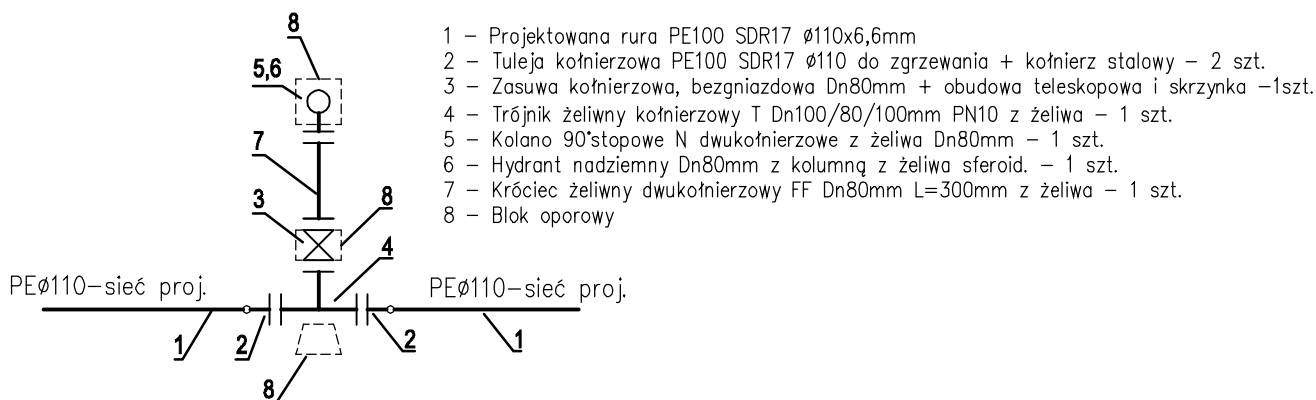 8
5,6
7
3
8
4
PEØ110–sieć proj.
PEØ110–sieć proj.
1
2
2
1
8
1 – Projektowana rura PE100 SDR17 Ø110x6,6mm
2 – Tuleja kołnierzowa PE100 SDR17 Ø110 do zgrzewania + kołnierz stalowy – 2 szt.
3 – Zasuwa kołnierzowa, bezgniazdowa Dn80mm + obudowa teleskopowa i skrzynka –1szt.
4 – Trójnik żeliwny kołnierzowy T Dn100/80/100mm PN10 z żeliwa – 1 szt.
5 – Kolano 90°stopowe N dwukołnierzowe z żeliwa Dn80mm – 1 szt.
6 – Hydrant nadziemny Dn80mm z kolumną z żeliwa sferoid. – 1 szt.
7 – Króciec żeliwny dwukołnierzowy FF Dn80mm L=300mm z żeliwa – 1 szt.
8 – Blok oporowy